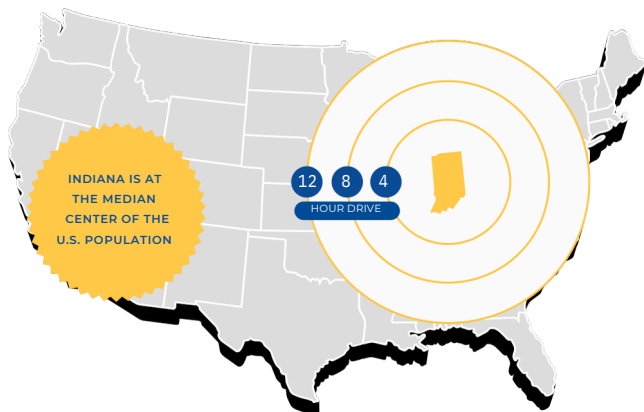 INDIANA IS AT
THE MEDIAN
CENTER OF THE
U.S. POPULATION
12 8 4
HOUR DRIVE